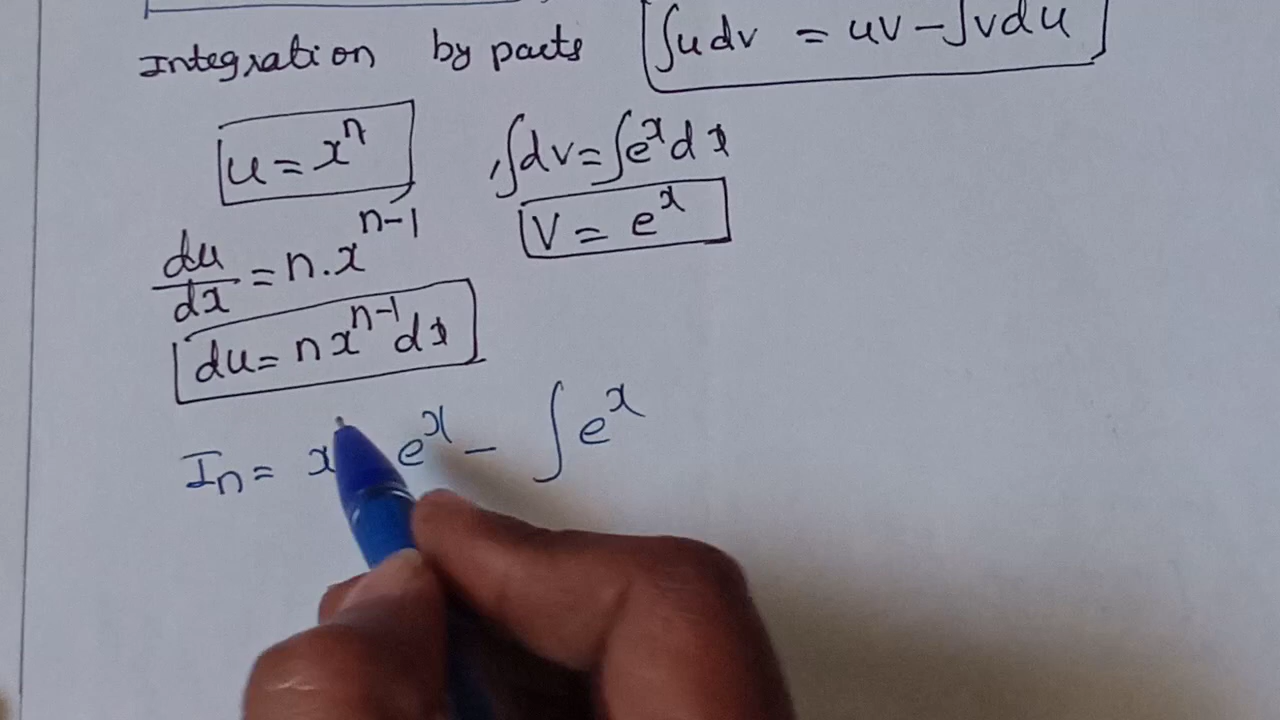 Integration by parts ∫udv = uv-∫vdu
u = xⁿ , ∫dv = ∫eˣdx
du/dx = n.xⁿ⁻¹ V = eˣ
du = nxⁿ⁻¹dx
Iₙ = x eˣ - ∫eˣ